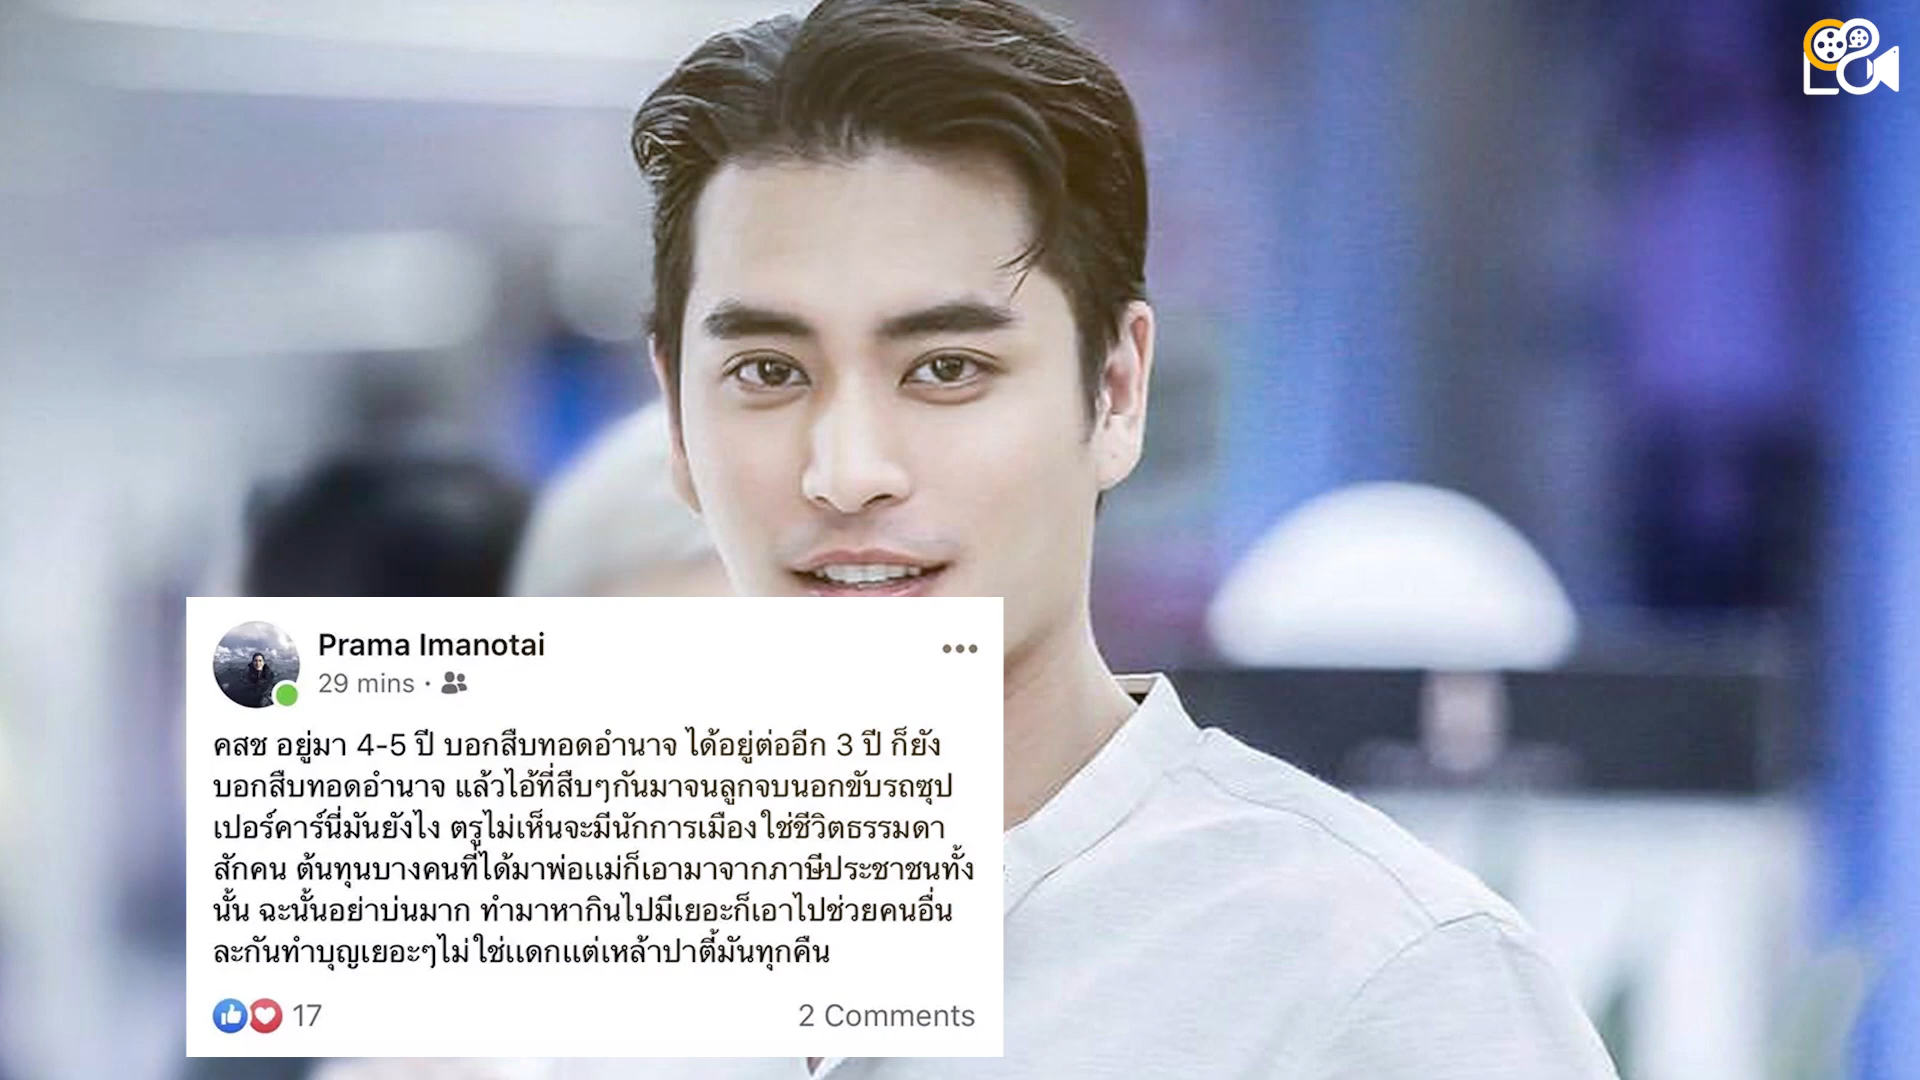 Prama Imanotai
29 mins ·
คสช อยู่มา 4-5 ปี บอกสืบทอดอำนาจ ได้อยู่ต่ออีก 3 ปี ก็ยัง
บอกสืบทอดอำนาจ แล้วไอ้ที่สืบๆกันมาจนลูกจบนอกขับรถซุป
เปอร์คาร์นี่มันยังไง ตรูไม่เห็นจะมีนักการเมืองใช่ชีวิตธรรมดา
สักคน ต้นทุนบางคนที่ได้มาพ่อแม่ก็เอามาจากภาษีประชาชนทั้ง
นั้น ฉะนั้นอย่าบ่นมาก ทำมาหากินไปมีเยอะก็เอาไปช่วยคนอื่น
ละกันทำบุญเยอะๆไม่ใช่แดกแต่เหล้าปาตี้มันทุกคืน
17
2 Comments